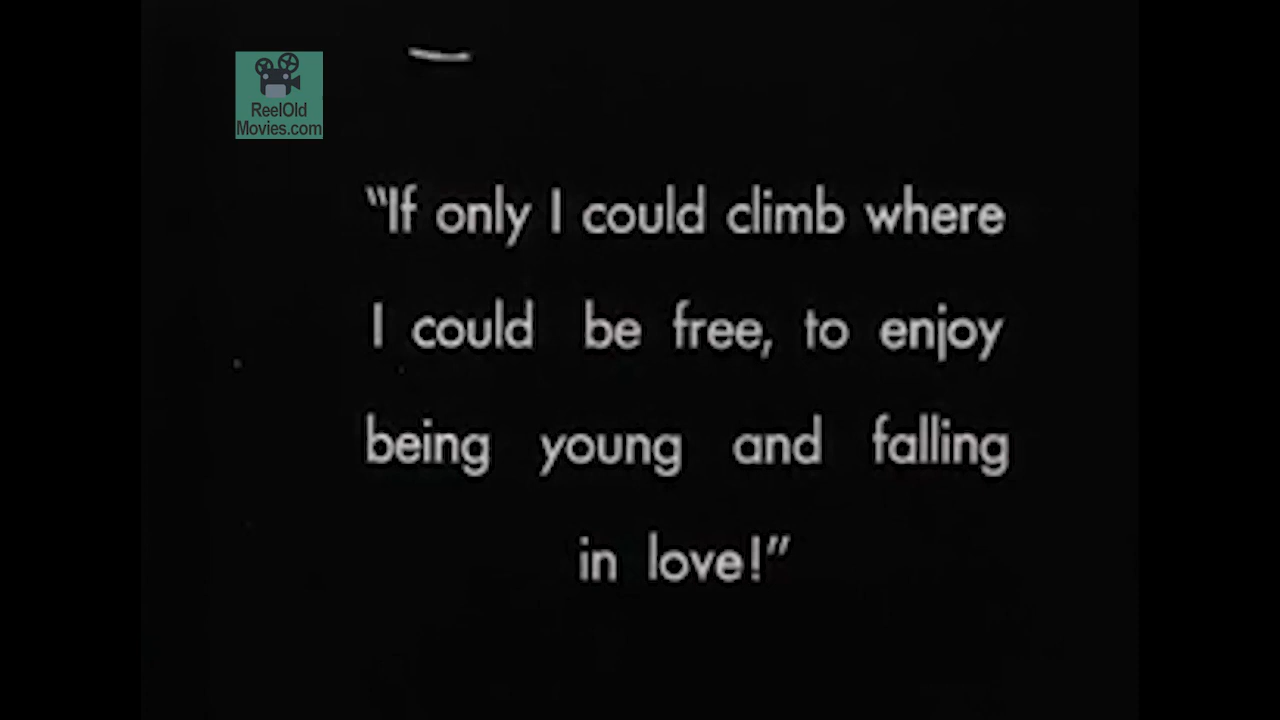 ReelOld
Movies.com
“If only I could climb where
I could be free, to enjoy
being young and falling
in love!”